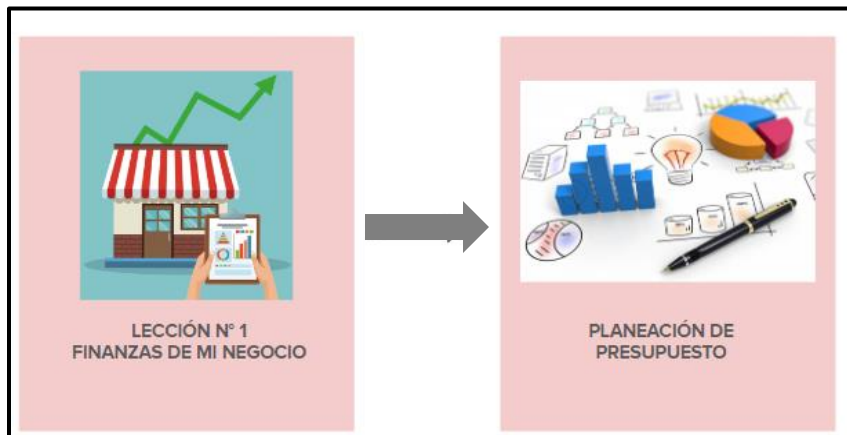 LECCIÓN N° 1
FINANZAS DE MI NEGOCIO
PLANEACIÓN DE
PRESUPUESTO